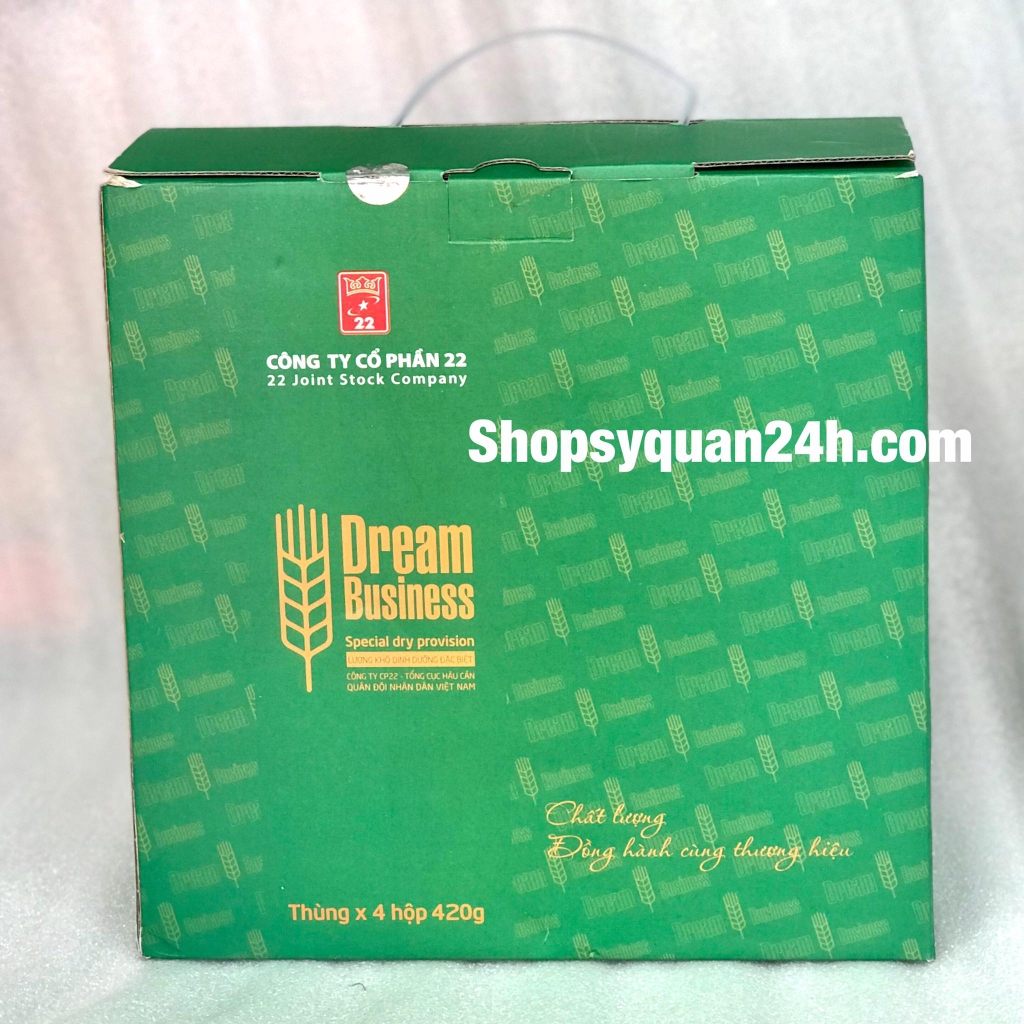 22
CÔNG TY CỔ PHẦN 22
22 Joint Stock Company
Shopsyquan24h.com
Dream
Business
Special dry provision
LƯƠNG KHÔ DINH DƯỠNG ĐẶC BIỆT
CÔNG TY CP22 - TỔNG CỤC HẬU CẦN
QUÂN ĐỘI NHÂN DÂN VIỆT NAM
Chất lượng
Đồng hành cùng thương hiệu
Thùng x 4 hộp 420g